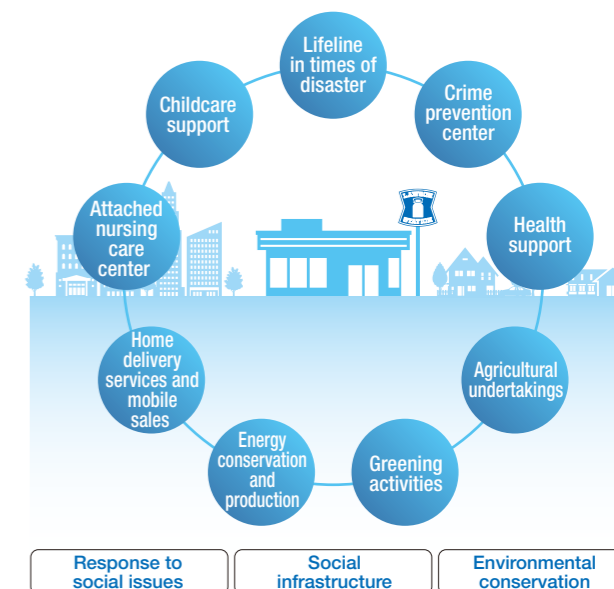 Lifeline
in times of
disaster
Crime
prevention
center
Health
support
Agricultural
undertakings
Greening
activities
Energy
conservation
and
production
Home
delivery
services and
mobile
sales
Attached
nursing
care
center
Childcare
support
Response to
social issues
Social
infrastructure
Environmental
conservation